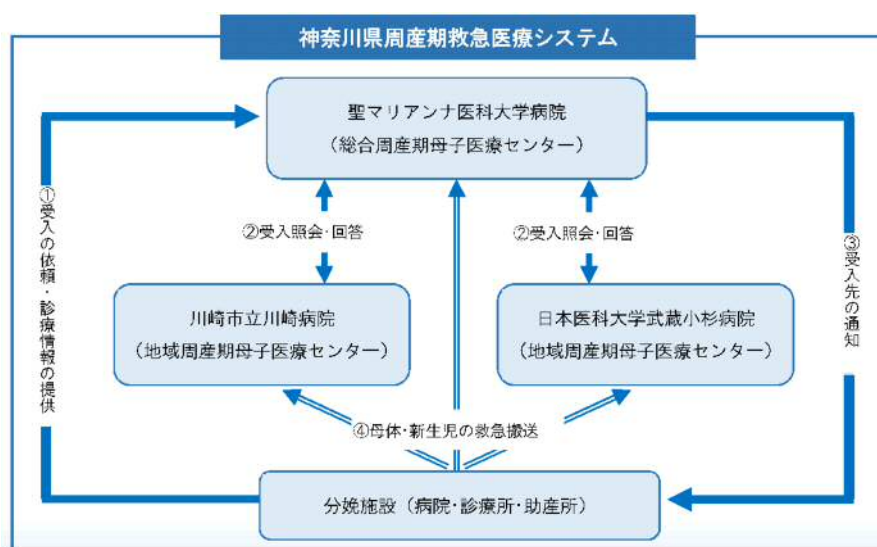 神奈川県周産期救急医療システム
聖マリアンナ医科大学病院
（総合周産期母子医療センター）
①受入の依頼・診療情報の提供
②受入照会・回答
②受入照会・回答
③受入先の通知
川崎市立川崎病院
（地域周産期母子医療センター）
日本医科大学武蔵小杉病院
（地域周産期母子医療センター）
④母体・新生児の救急搬送
分娩施設（病院・診療所・助産所）